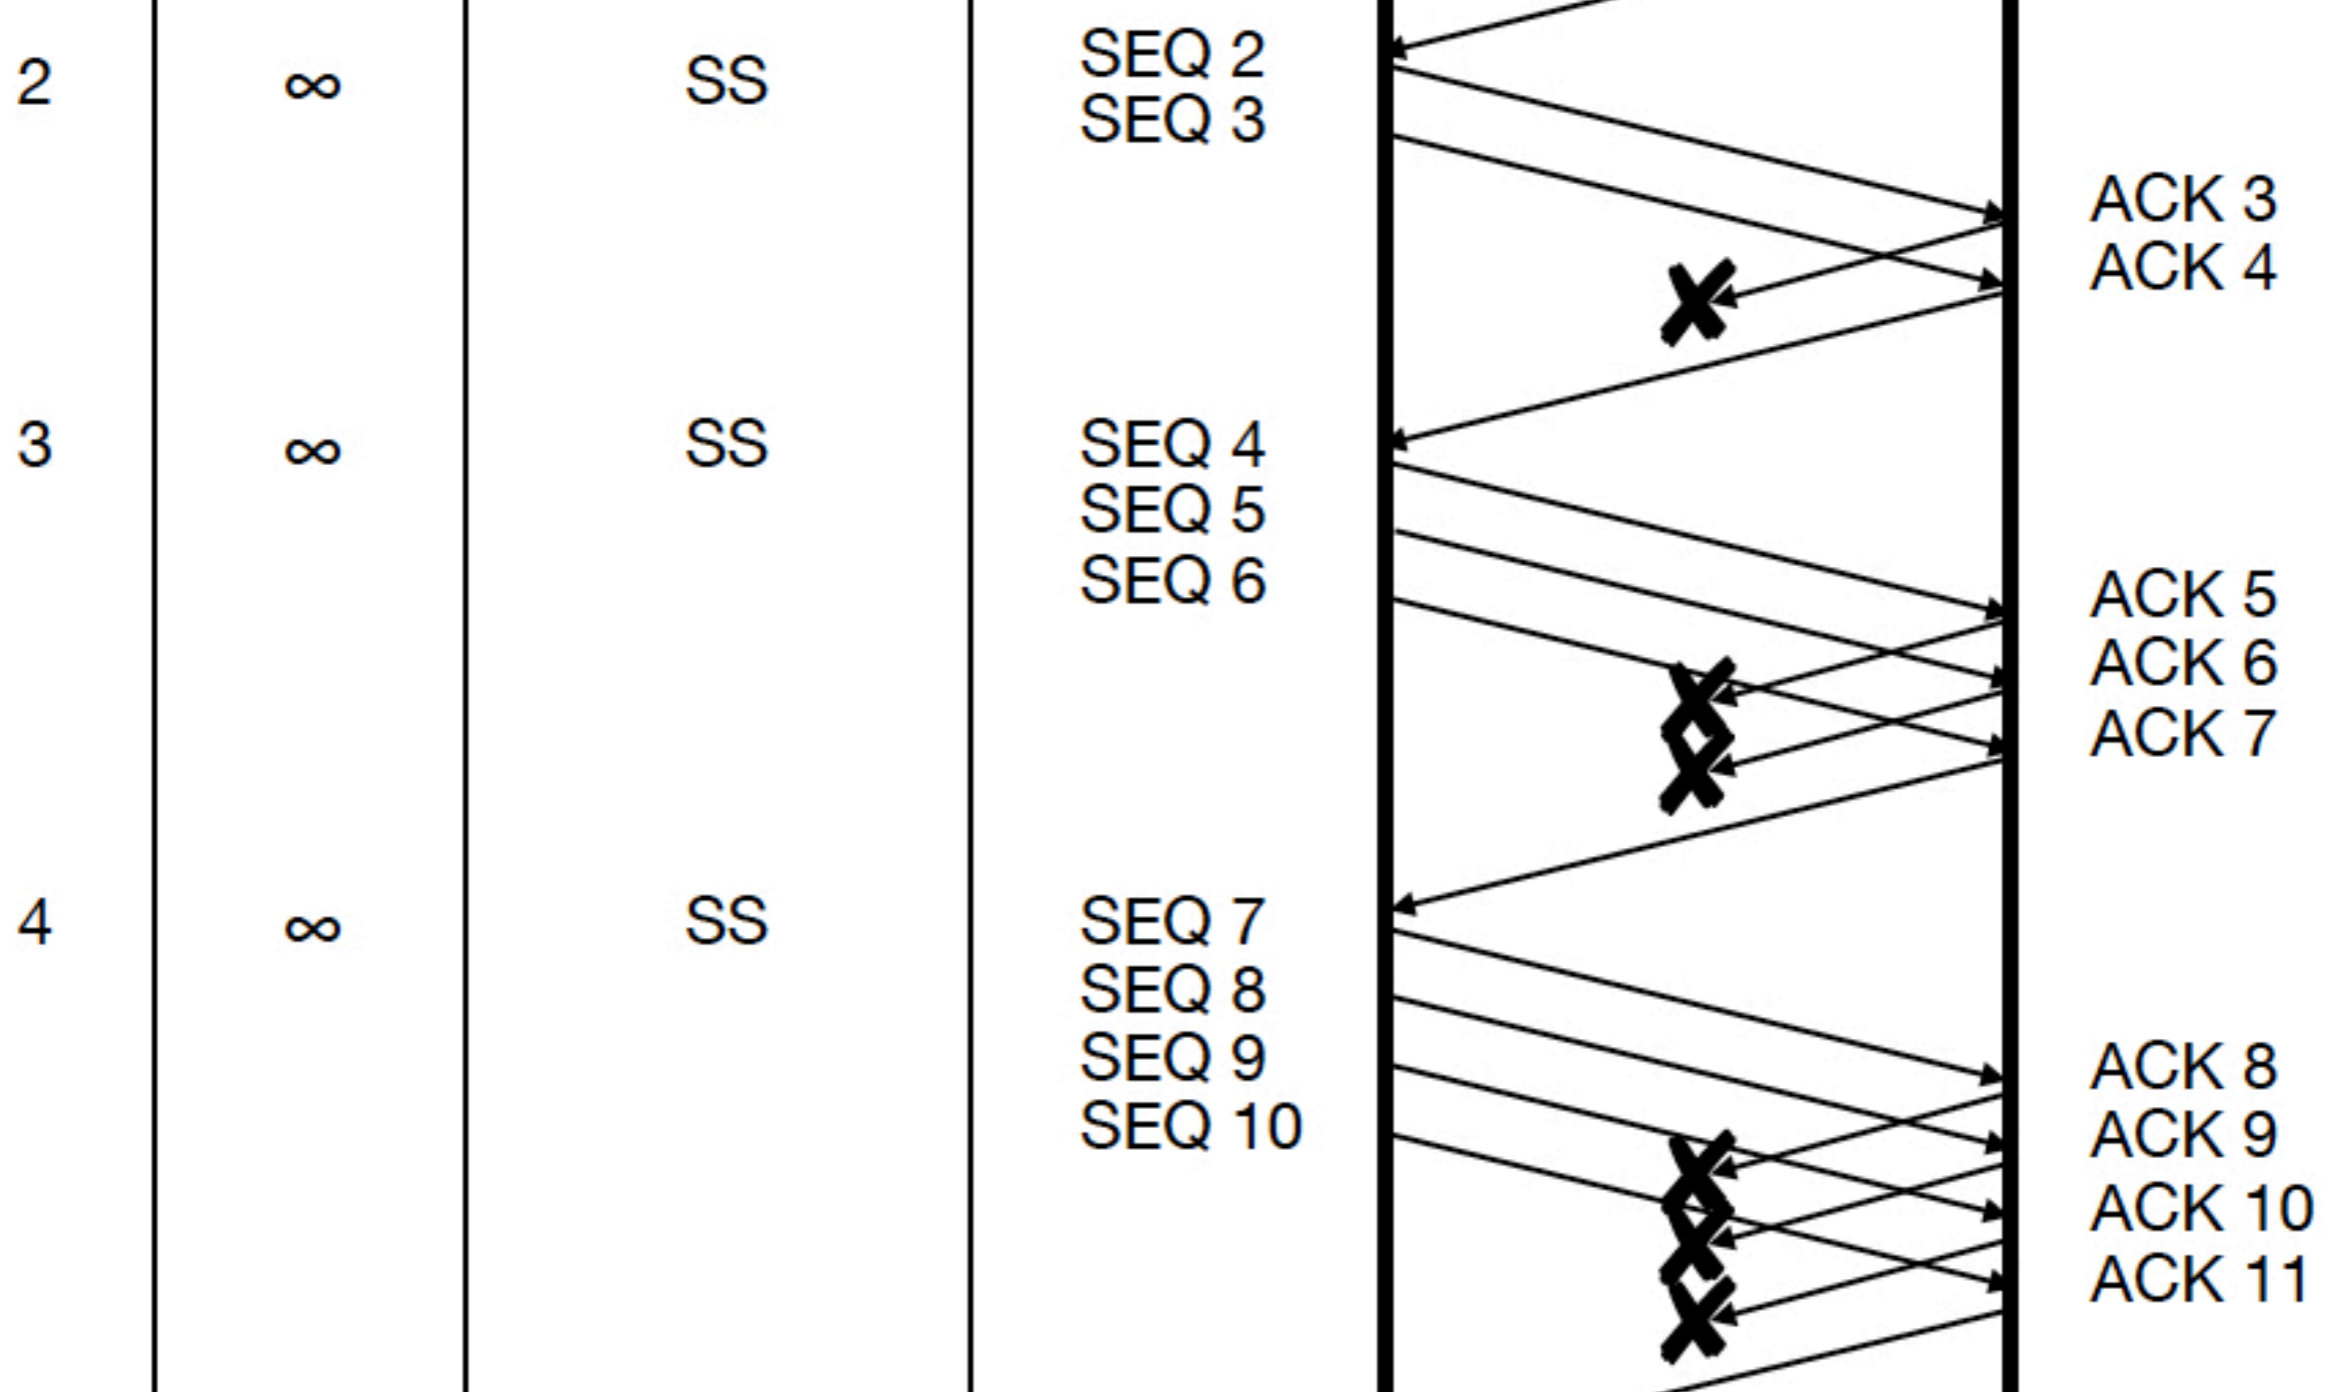 2 ∞ SS SEQ 2
SEQ 3
ACK 3
ACK 4
3 ∞ SS SEQ 4
SEQ 5
SEQ 6
ACK 5
ACK 6
ACK 7
4 ∞ SS SEQ 7
SEQ 8
SEQ 9
SEQ 10
ACK 8
ACK 9
ACK 10
ACK 11